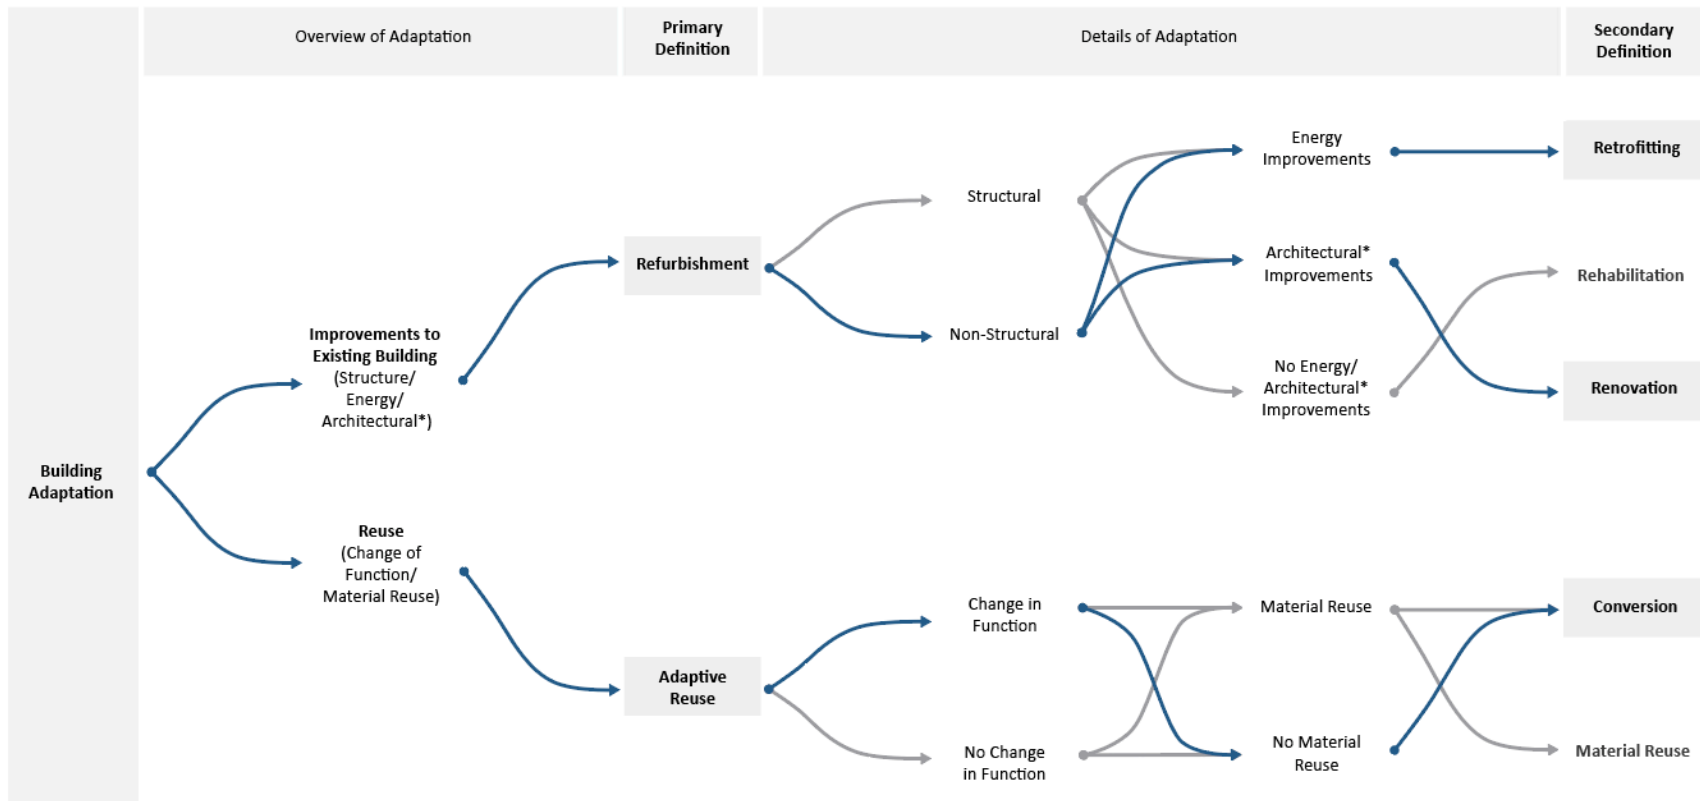 Overview of Adaptation
Primary
Definition
Details of Adaptation
Secondary
Definition
Building
Adaptation
Improvements to
Existing Building
(Structure/
Energy/
Architectural*)
Reuse
(Change of
Function/
Material Reuse)
Refurbishment
Adaptive
Reuse
Structural
Non-Structural
Change in
Function
No Change
in Function
Energy
Improvements
Architectural*
Improvements
No Energy/
Architectural*
Improvements
Material Reuse
No Material
Reuse
Retrofitting
Rehabilitation
Renovation
Conversion
Material Reuse